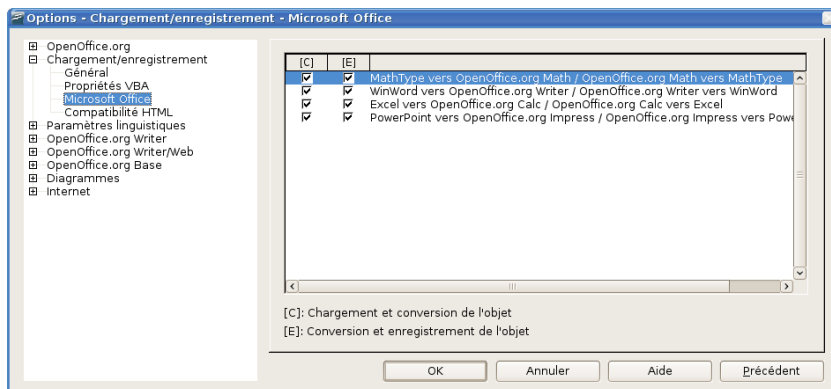 Options - Chargement/enregistrement - Microsoft Office
OpenOffice.org
Chargement/enregistrement
Général
Propriétés VBA
Microsoft Office
Compatibilité HTML
Paramètres linguistiques
OpenOffice.org Writer
OpenOffice.org Writer/Web
OpenOffice.org Base
Diagrammes
Internet
[C] [E]
MathType vers OpenOffice.org Math / OpenOffice.org Math vers MathType
WinWord vers OpenOffice.org Writer / OpenOffice.org Writer vers WinWord
Excel vers OpenOffice.org Calc / OpenOffice.org Calc vers Excel
PowerPoint vers OpenOffice.org Impress / OpenOffice.org Impress vers Powe
[C]: Chargement et conversion de l'objet
[E]: Conversion et enregistrement de l'objet
OK Annuler Aide Précédent